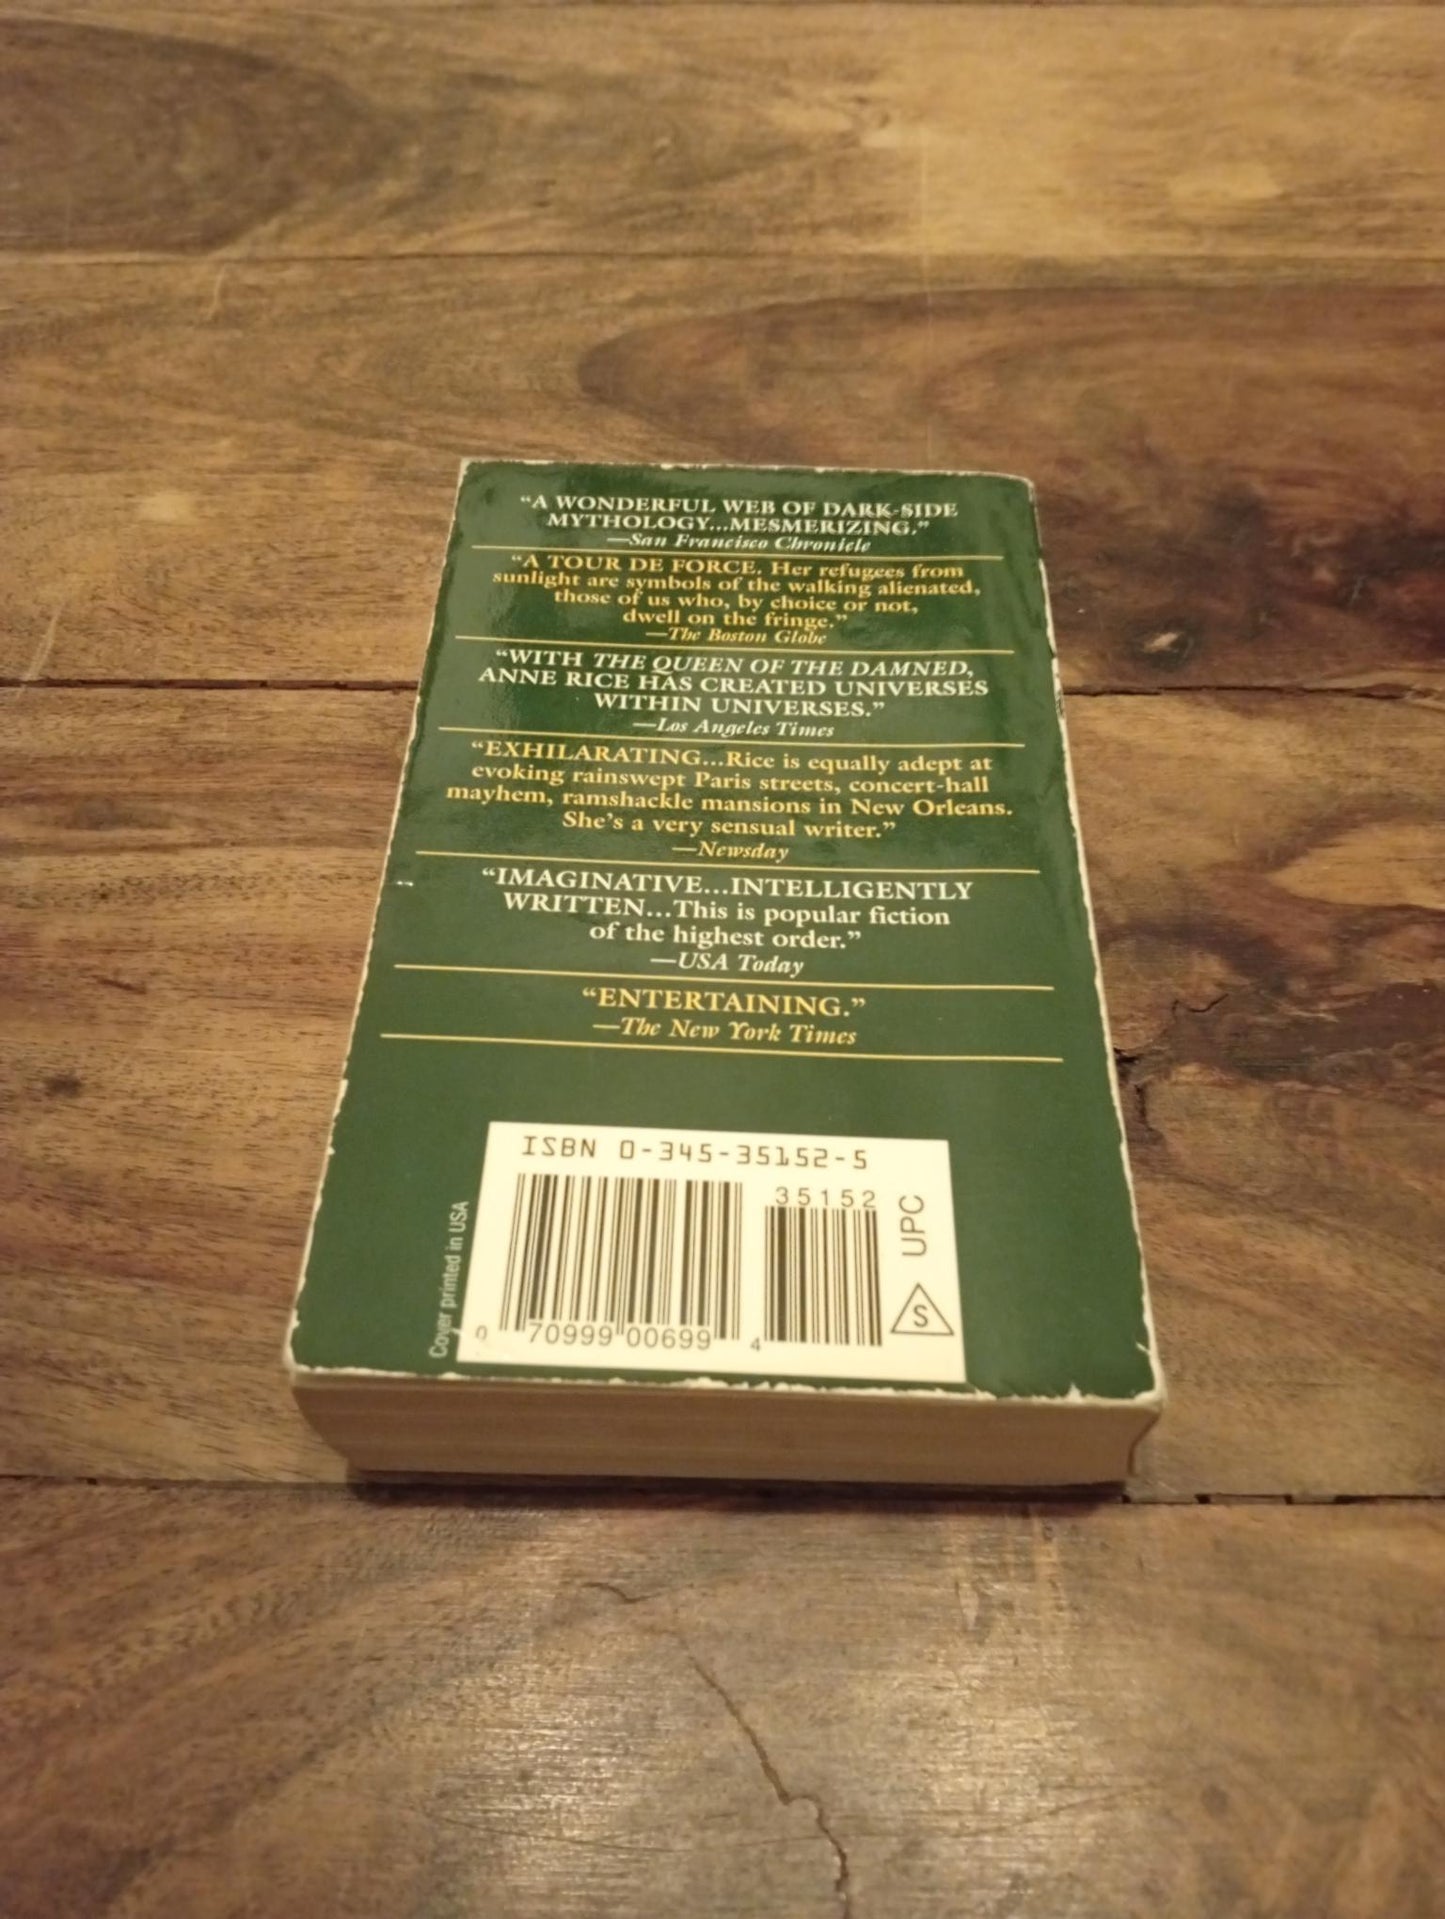 “A WONDERFUL WEB OF DARK-SIDE
MYTHOLOGY...MESMERIZING.”
—San Francisco Chronicle
“A TOUR DE FORCE. Her refugees from
sunlight are symbols of the walking alienated,
those of us who, by choice or not,
dwell on the fringe.”
—The Boston Globe
“WITH THE QUEEN OF THE DAMNED,
ANNE RICE HAS CREATED UNIVERSES
WITHIN UNIVERSES.”
—Los Angeles Times
“EXHILARATING...Rice is equally adept at
evoking rainswept Paris streets, concert-hall
mayhem, ramshackle mansions in New Orleans.
She’s a very sensual writer.”
—Newsday
“IMAGINATIVE...INTELLIGENTLY
WRITTEN...This is popular fiction
of the highest order.”
—USA Today
“ENTERTAINING.”
—The New York Times
Cover printed in USA
ISBN 0-345-35152-5
35152
0 70999 00699 4
UPC
S